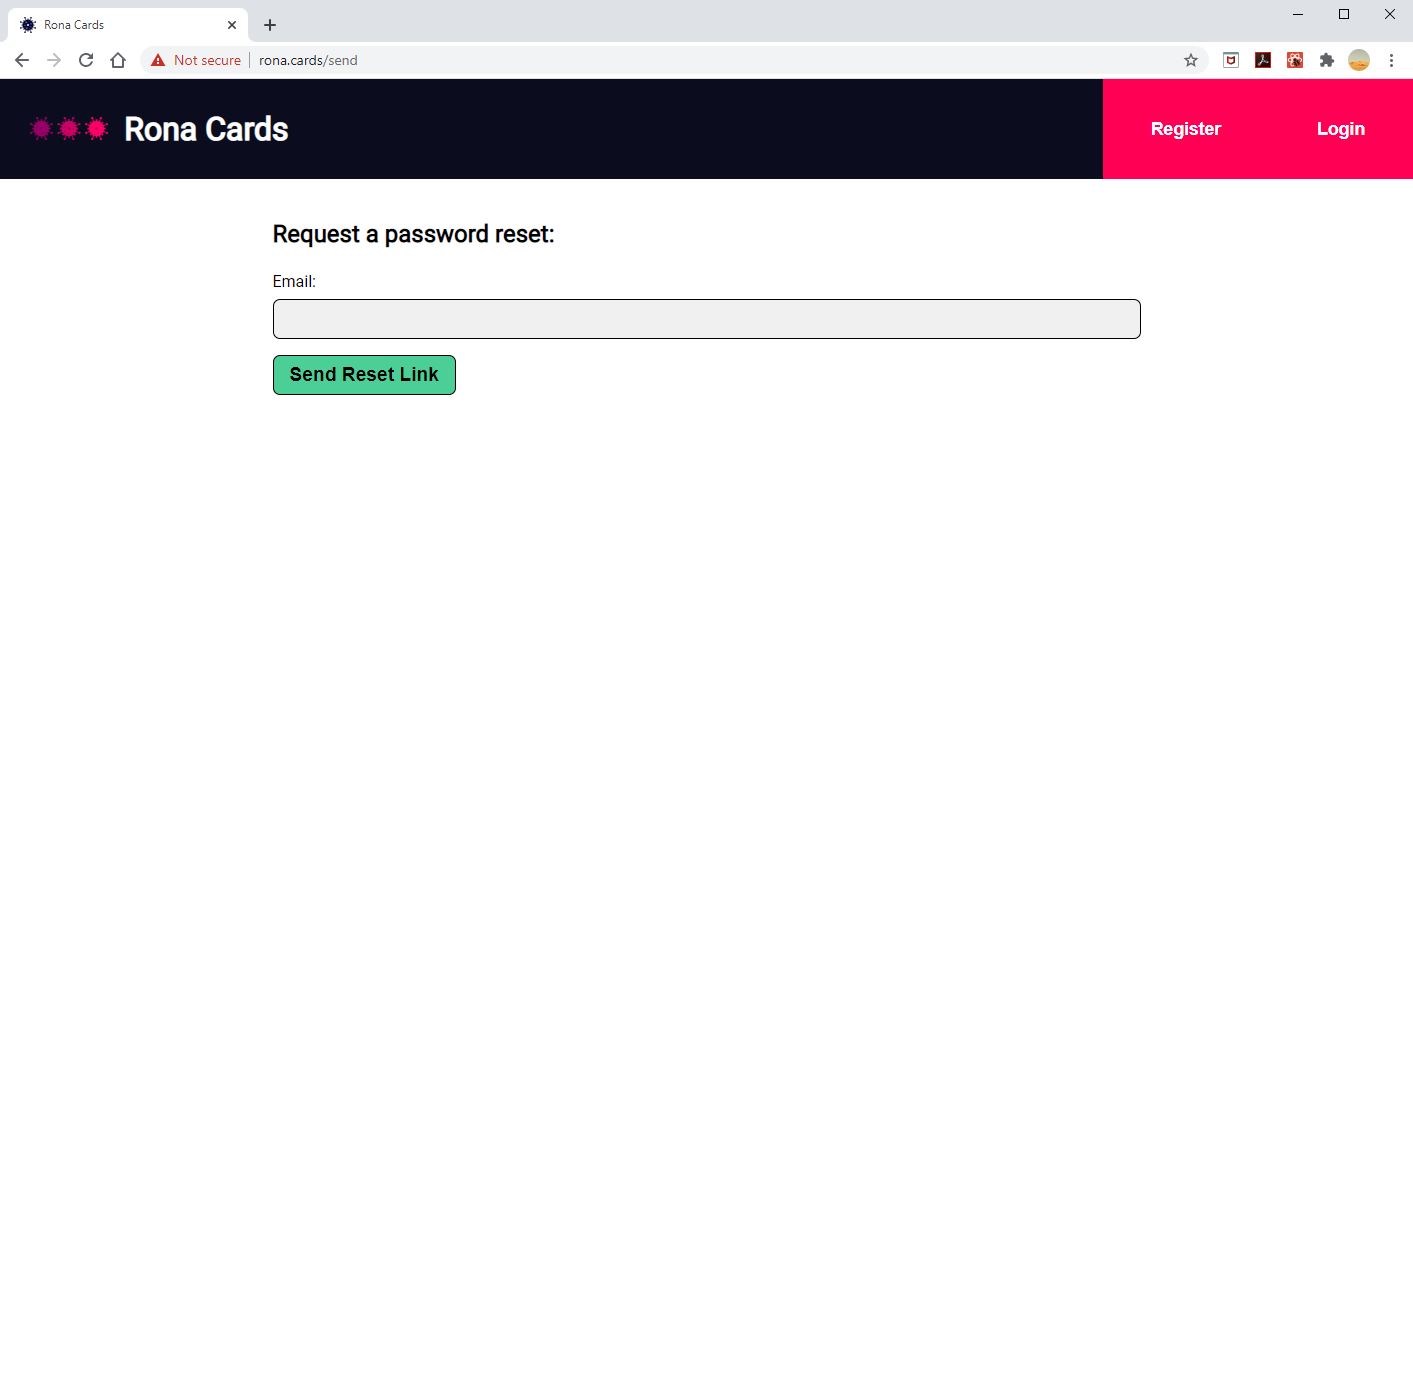 Rona Cards
Not secure rona.cards/send
Rona Cards
Register Login
Request a password reset:
Email:
Send Reset Link